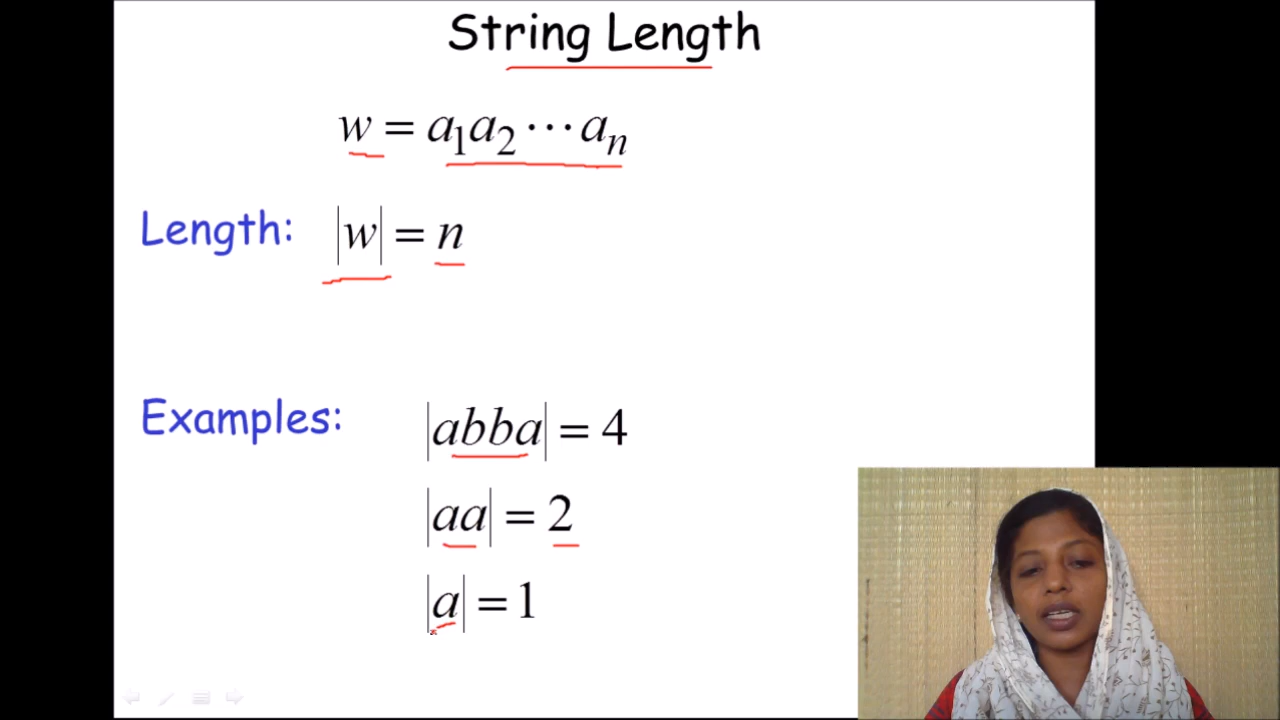 String Length
w = a₁a₂ ⋯ aₙ
Length: |w| = n
Examples: |abba| = 4
|aa| = 2
|a| = 1